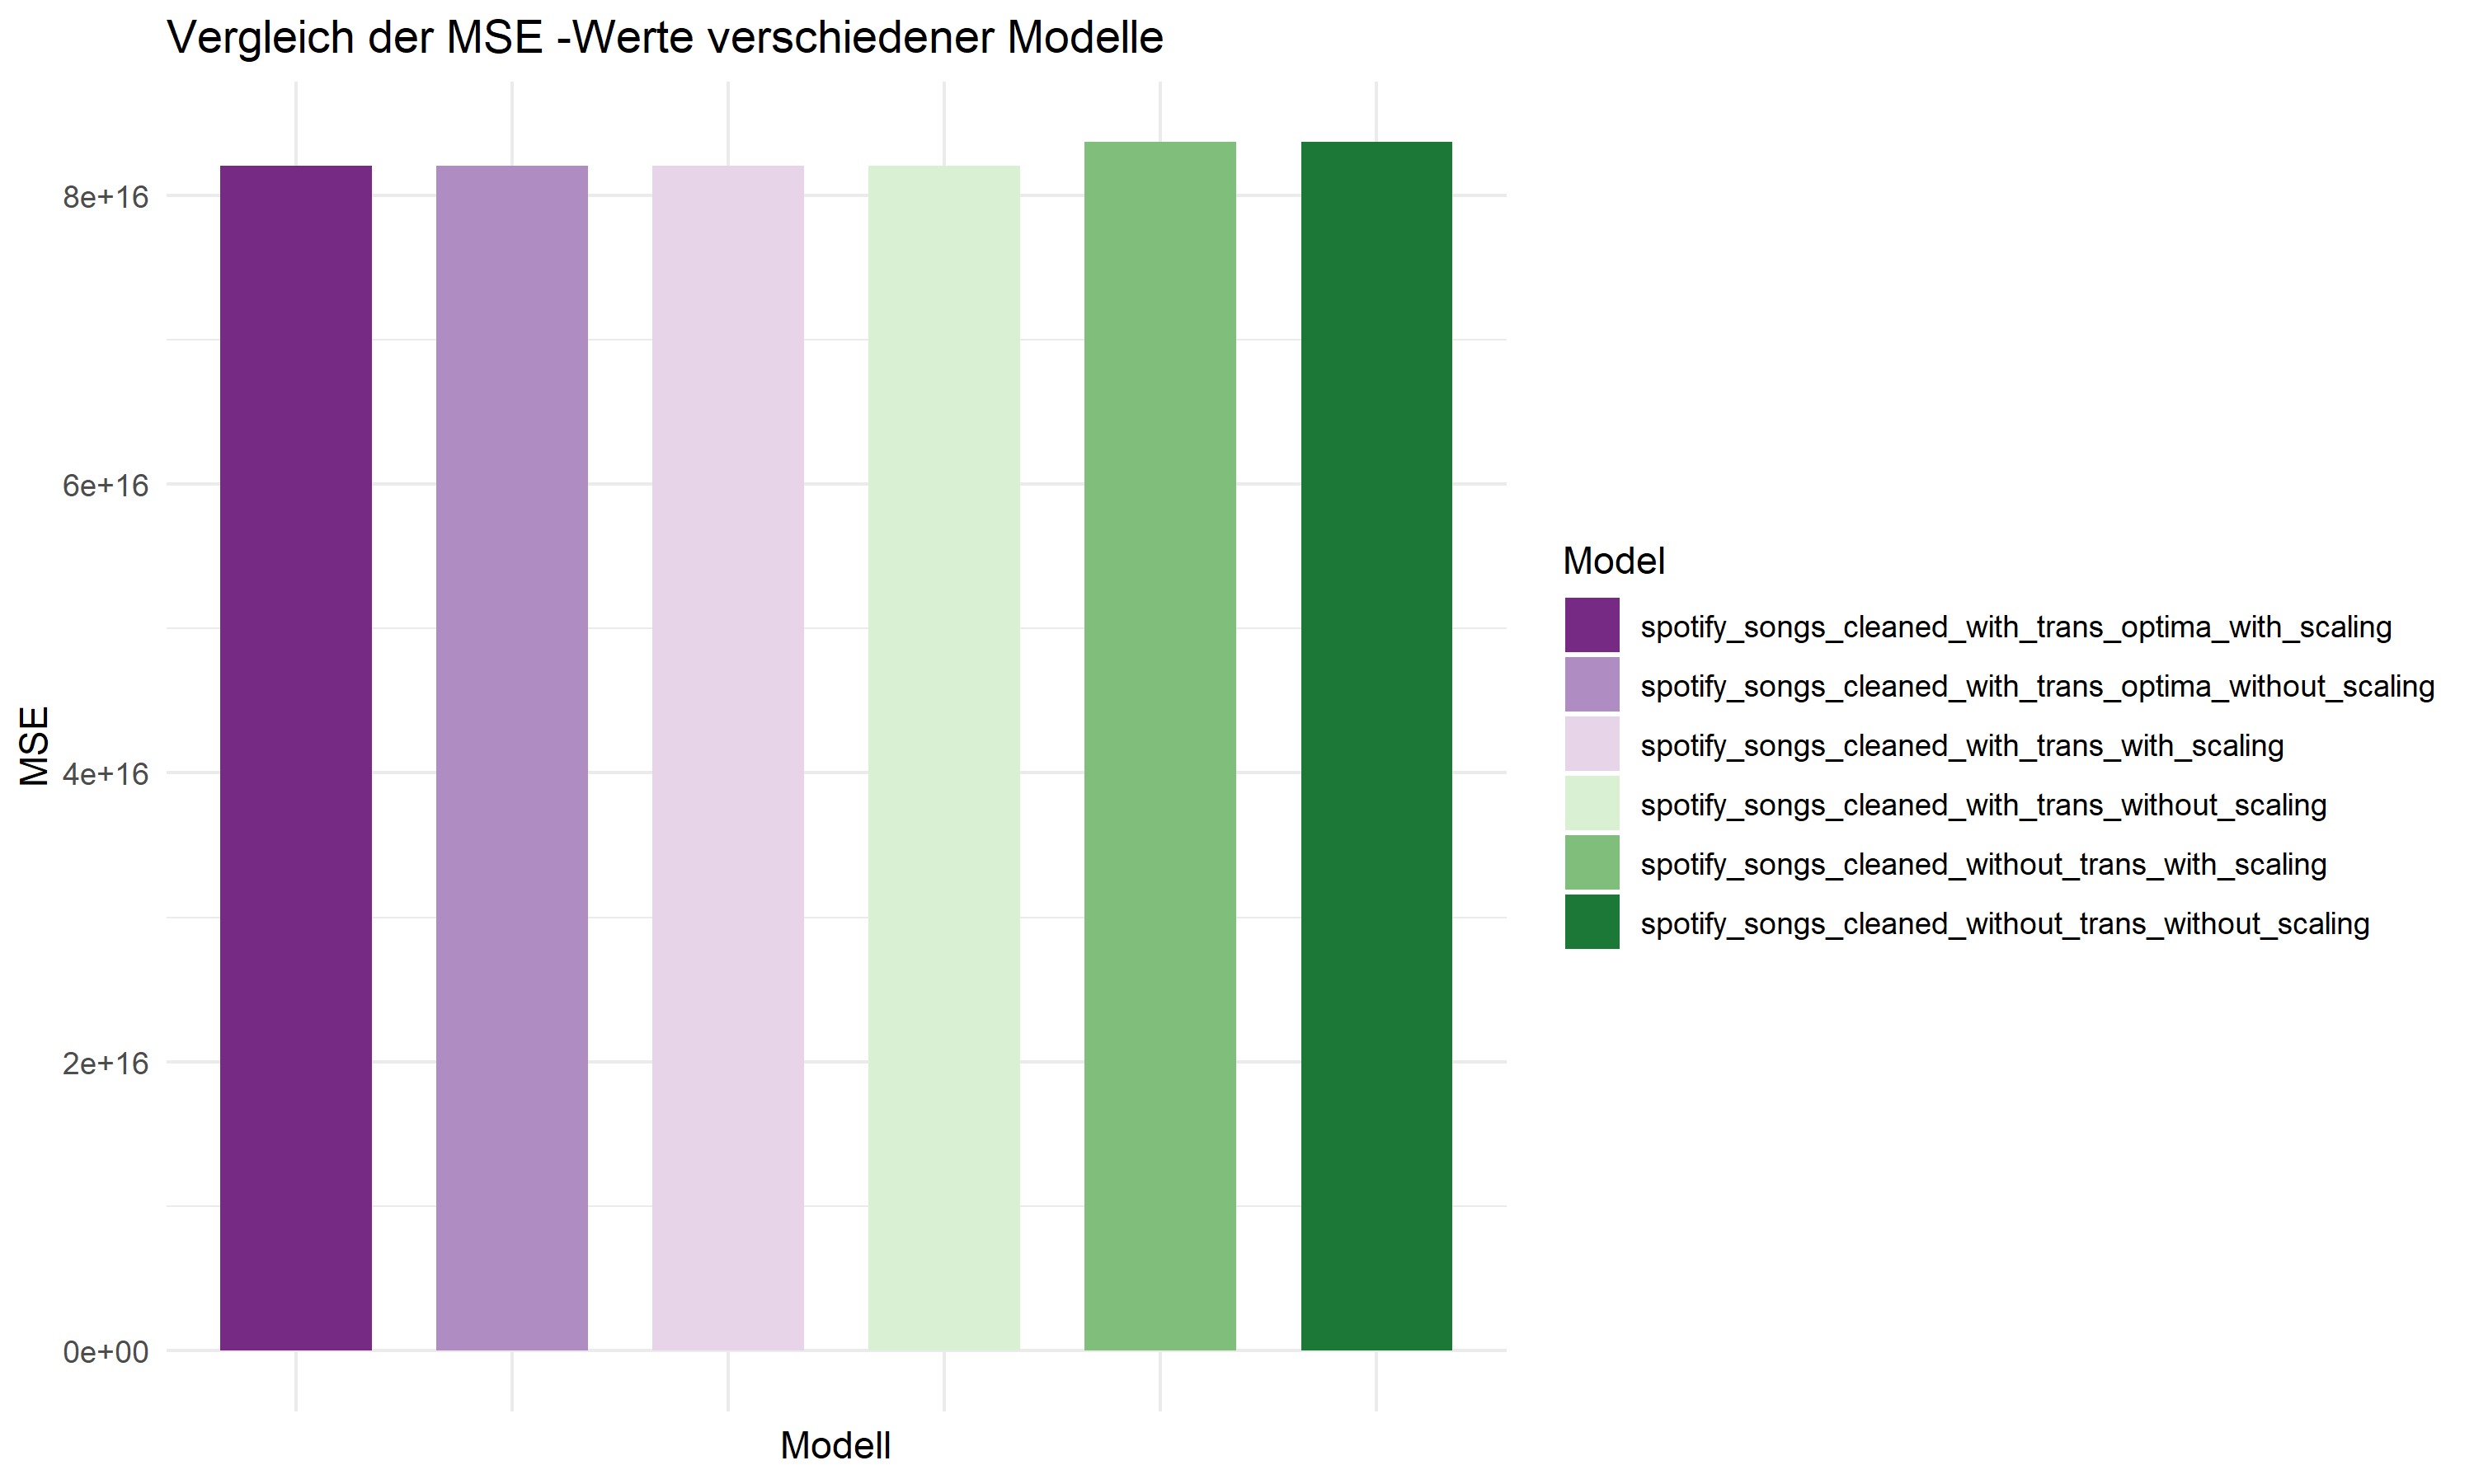 Vergleich der MSE -Werte verschiedener Modelle
MSE
8e+16
6e+16
4e+16
2e+16
0e+00
Modell
Model
spotify_songs_cleaned_with_trans_optima_with_scaling
spotify_songs_cleaned_with_trans_optima_without_scaling
spotify_songs_cleaned_with_trans_with_scaling
spotify_songs_cleaned_with_trans_without_scaling
spotify_songs_cleaned_without_trans_with_scaling
spotify_songs_cleaned_without_trans_without_scaling